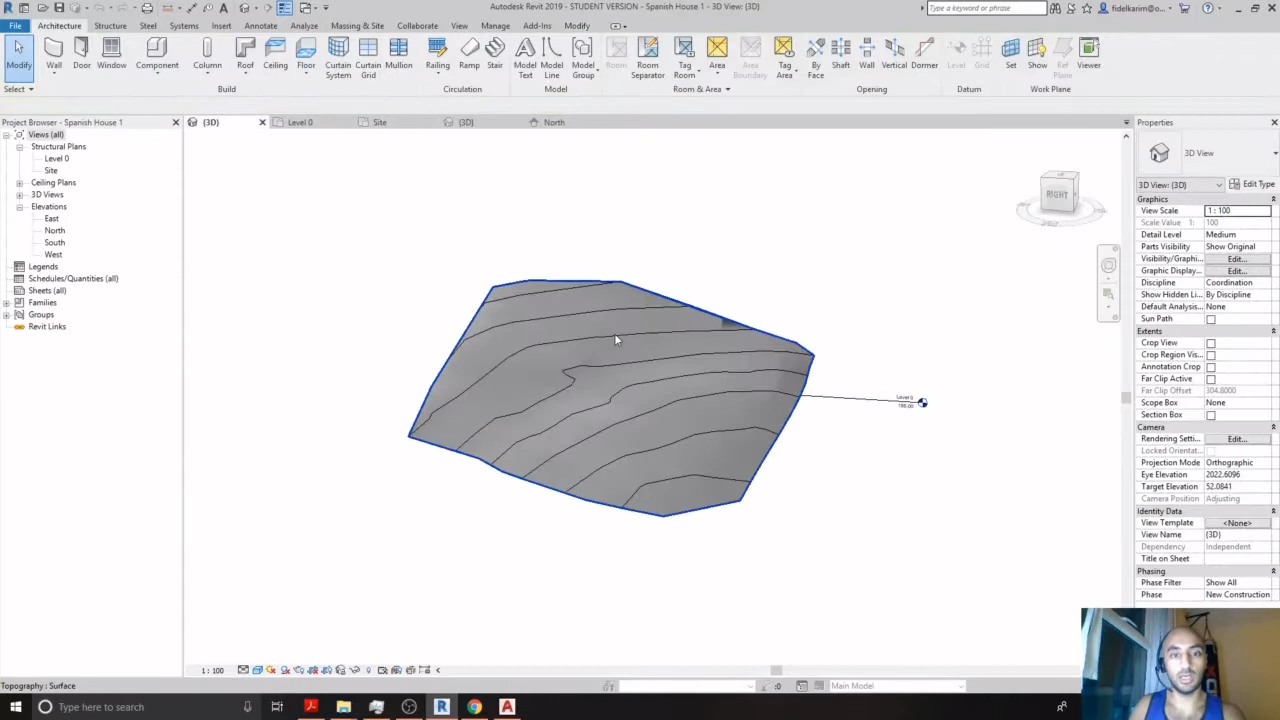 Autodesk Revit 2019 - STUDENT VERSION - Spanish House 1 - 3D View: {3D}
Type a keyword or phrase
fidelkarim@o...
File Architecture Structure Steel Systems Insert Annotate Analyze Massing & Site Collaborate View Manage Add-Ins Modify
Modify Wall Door Window Component Column Roof Ceiling Floor Curtain System Curtain Grid Mullion Railing Ramp Stair Model Text Model Line Model Group Room Room Separator Tag Room Area Area Boundary Tag Area By Face Shaft Wall Vertical Dormer Level Grid Set Show Ref Plane Viewer
Select Build Circulation Model Room & Area Opening Datum Work Plane
Project Browser - Spanish House 1
{3D} Level 0 Site {3D} North
Properties
Views (all)
Structural Plans
Level 0
Site
Ceiling Plans
3D Views
Elevations
East
North
South
West
Legends
Schedules/Quantities (all)
Sheets (all)
Families
Groups
Revit Links
RIGHT
Level 0
3D View
3D View: {3D} Edit Type
Graphics
View Scale 1 : 100
Scale Value 1: 100
Detail Level Medium
Parts Visibility Show Original
Visibility/Graphi... Edit...
Graphic Display... Edit...
Discipline Coordination
Show Hidden Li... By Discipline
Default Analysis... None
Sun Path
Extents
Crop View
Crop Region Vis...
Annotation Crop
Far Clip Active
Far Clip Offset 304.8000
Scope Box None
Section Box
Camera
Rendering Setti... Edit...
Locked Orientat...
Projection Mode Orthographic
Eye Elevation 2022.6096
Target Elevation 52.0841
Camera Position Adjusting
Identity Data
View Template <None>
View Name {3D}
Dependency Independent
Title on Sheet
Phasing
Phase Filter Show All
Phase New Construction
1 : 100
Topography : Surface
:0
Main Model
Type here to search